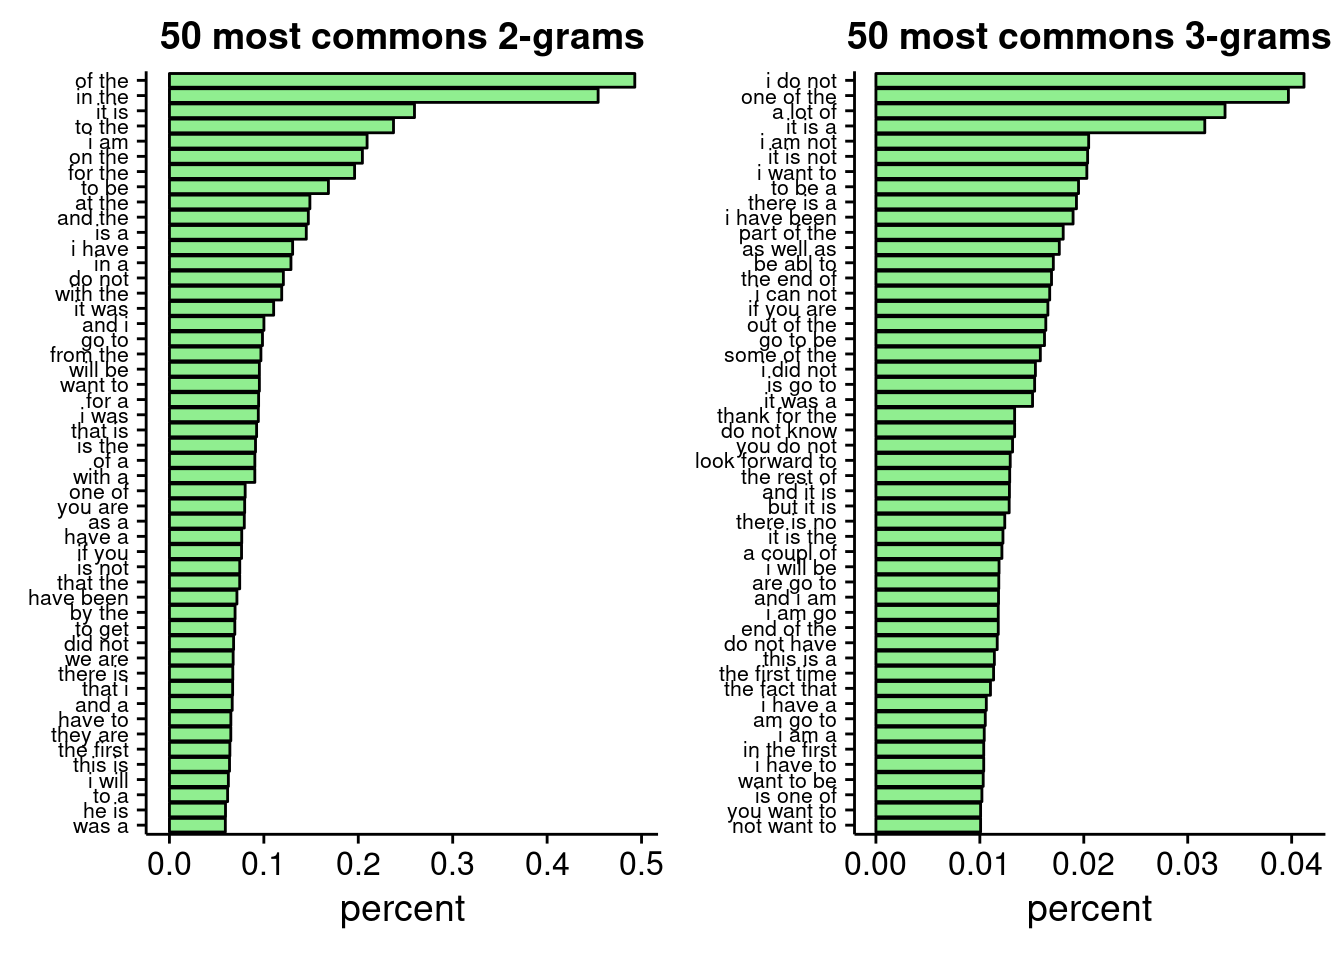 50 most commons 2-grams
of the
in the
it is
to the
i am
on the
for the
to be
at the
and the
is a
i have
in a
do not
with the
it was
and i
go to
from the
will be
want to
for a
i was
that is
is the
of a
with a
one of
you are
as a
have a
if you
is not
that the
have been
by the
to get
did not
we are
there is
that i
and a
have to
they are
the first
this is
i will
to a
he is
was a
0.0 0.1 0.2 0.3 0.4 0.5
percent
50 most commons 3-grams
i do not
one of the
a lot of
it is a
i am not
it is not
i want to
to be a
there is a
i have been
part of the
as well as
be abl to
the end of
i can not
if you are
out of the
go to be
some of the
i did not
is go to
it was a
thank for the
do not know
you do not
look forward to
the rest of
and it is
but it is
there is no
it is the
a coupl of
i will be
are go to
and i am
i am go
end of the
do not have
this is a
the first time
the fact that
i have a
am go to
i am a
in the first
i have to
want to be
is one of
you want to
not want to
0.00 0.01 0.02 0.03 0.04
percent